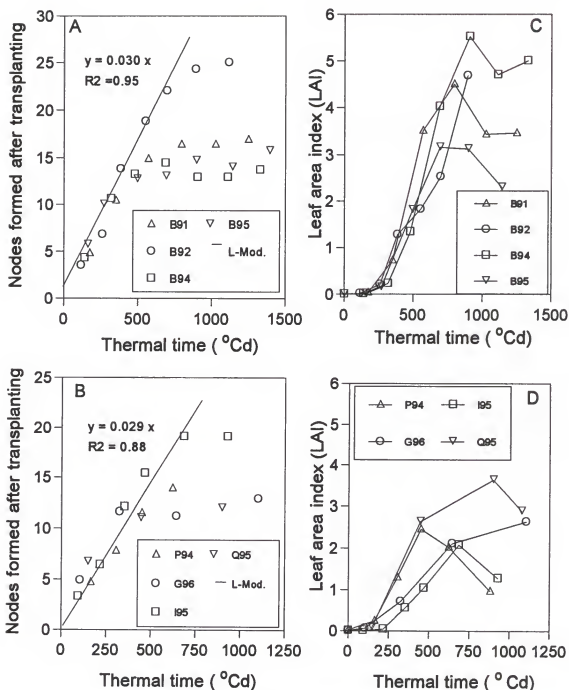 A
30
25
20
15
10
5
0
Nodes formed after transplanting
y = 0.030 x
R2 = 0.95
B91
B95
B92
L-Mod.
B94
0
500
1000
1500
Thermal time ( °Cd)
C
6
5
4
3
2
1
0
Leaf area index (LAI)
B91
B92
B94
B95
0
500
1000
1500
Thermal time ( °Cd)
B
25
20
15
10
5
0
Nodes formed after transplanting
y = 0.029 x
R2 = 0.88
P94
Q95
G96
L-Mod.
I95
0
250
500
750
1000
1250
Thermal time ( °Cd)
D
6
5
4
3
2
1
0
Leaf area index (LAI)
P94
I95
G96
Q95
0
250
500
750
1000
1250
Thermal time ( °Cd)